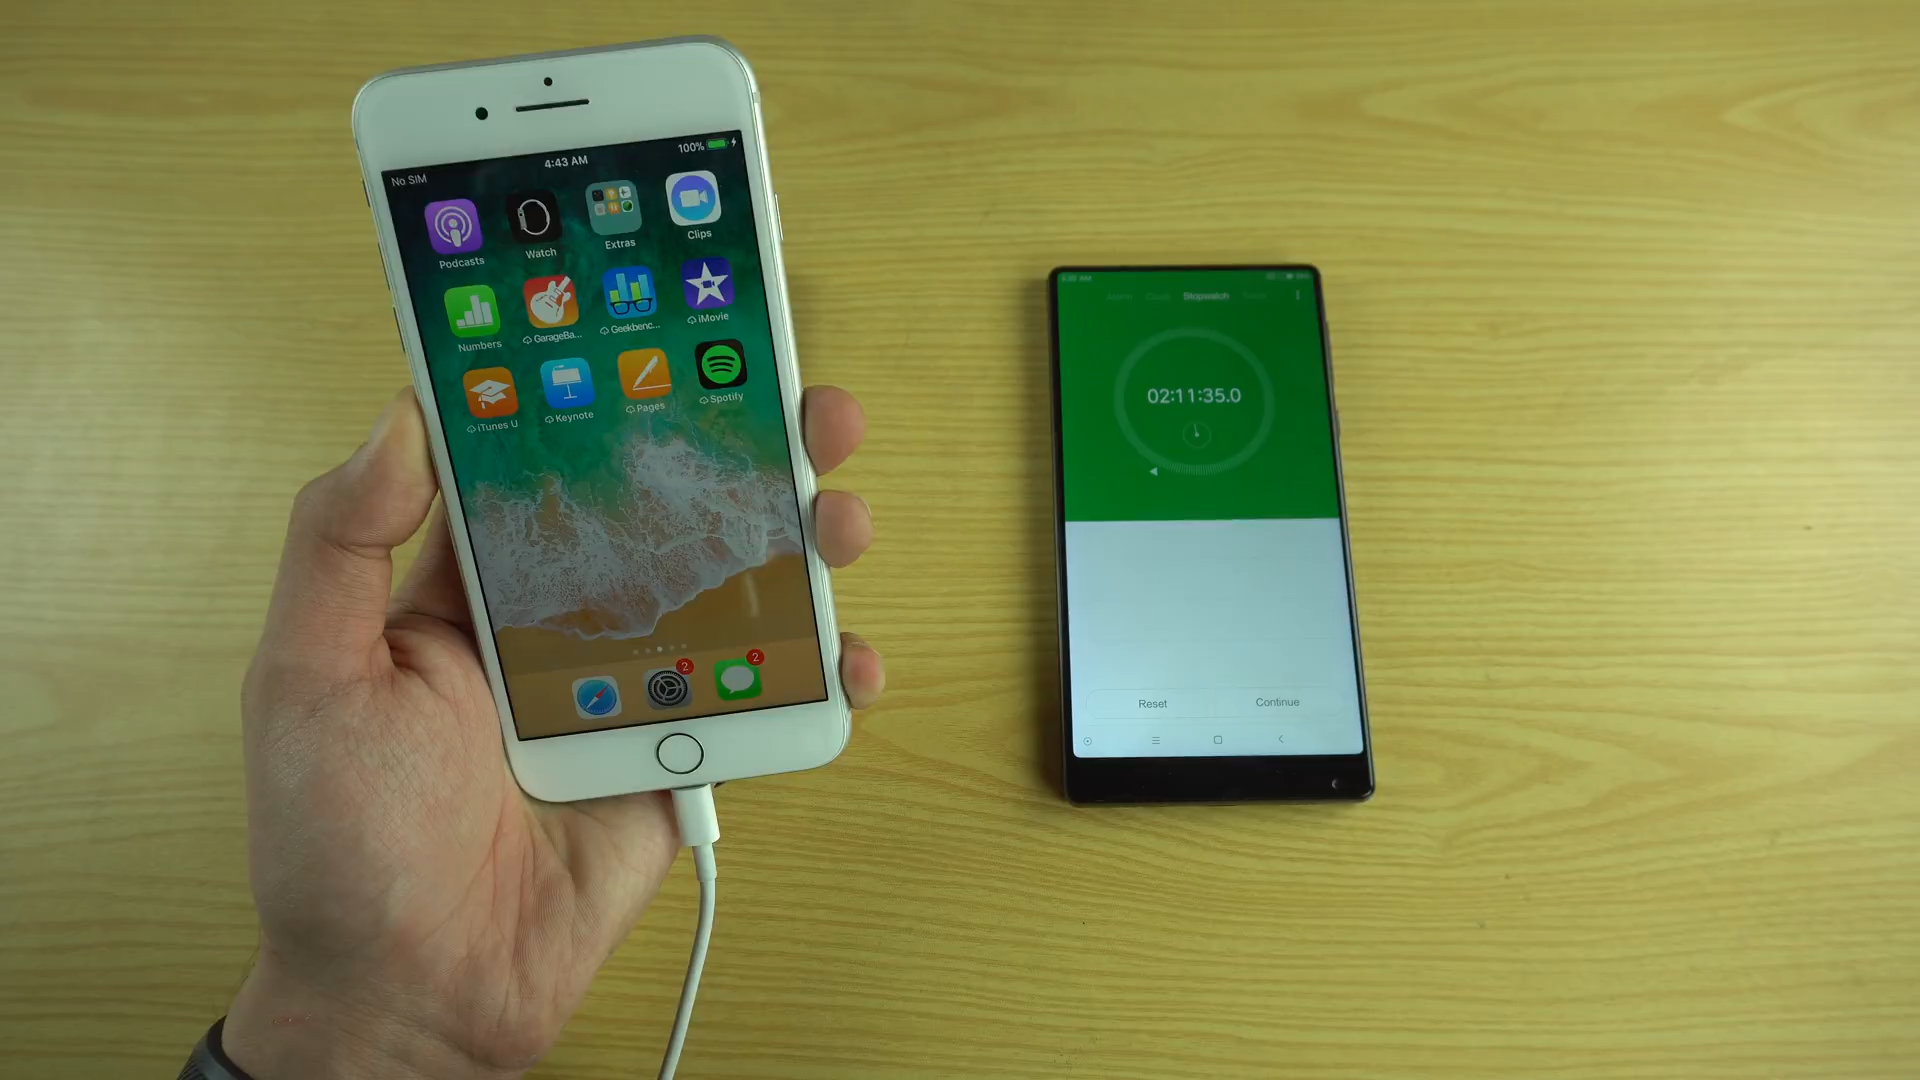 No SIM
4:43 AM
100%
Podcasts
Watch
Extras
Clips
Numbers
GarageBa...
Geekbenc...
iMovie
iTunes U
Keynote
Pages
Spotify
2
2
Stopwatch
02:11:35.0
Reset
Continue